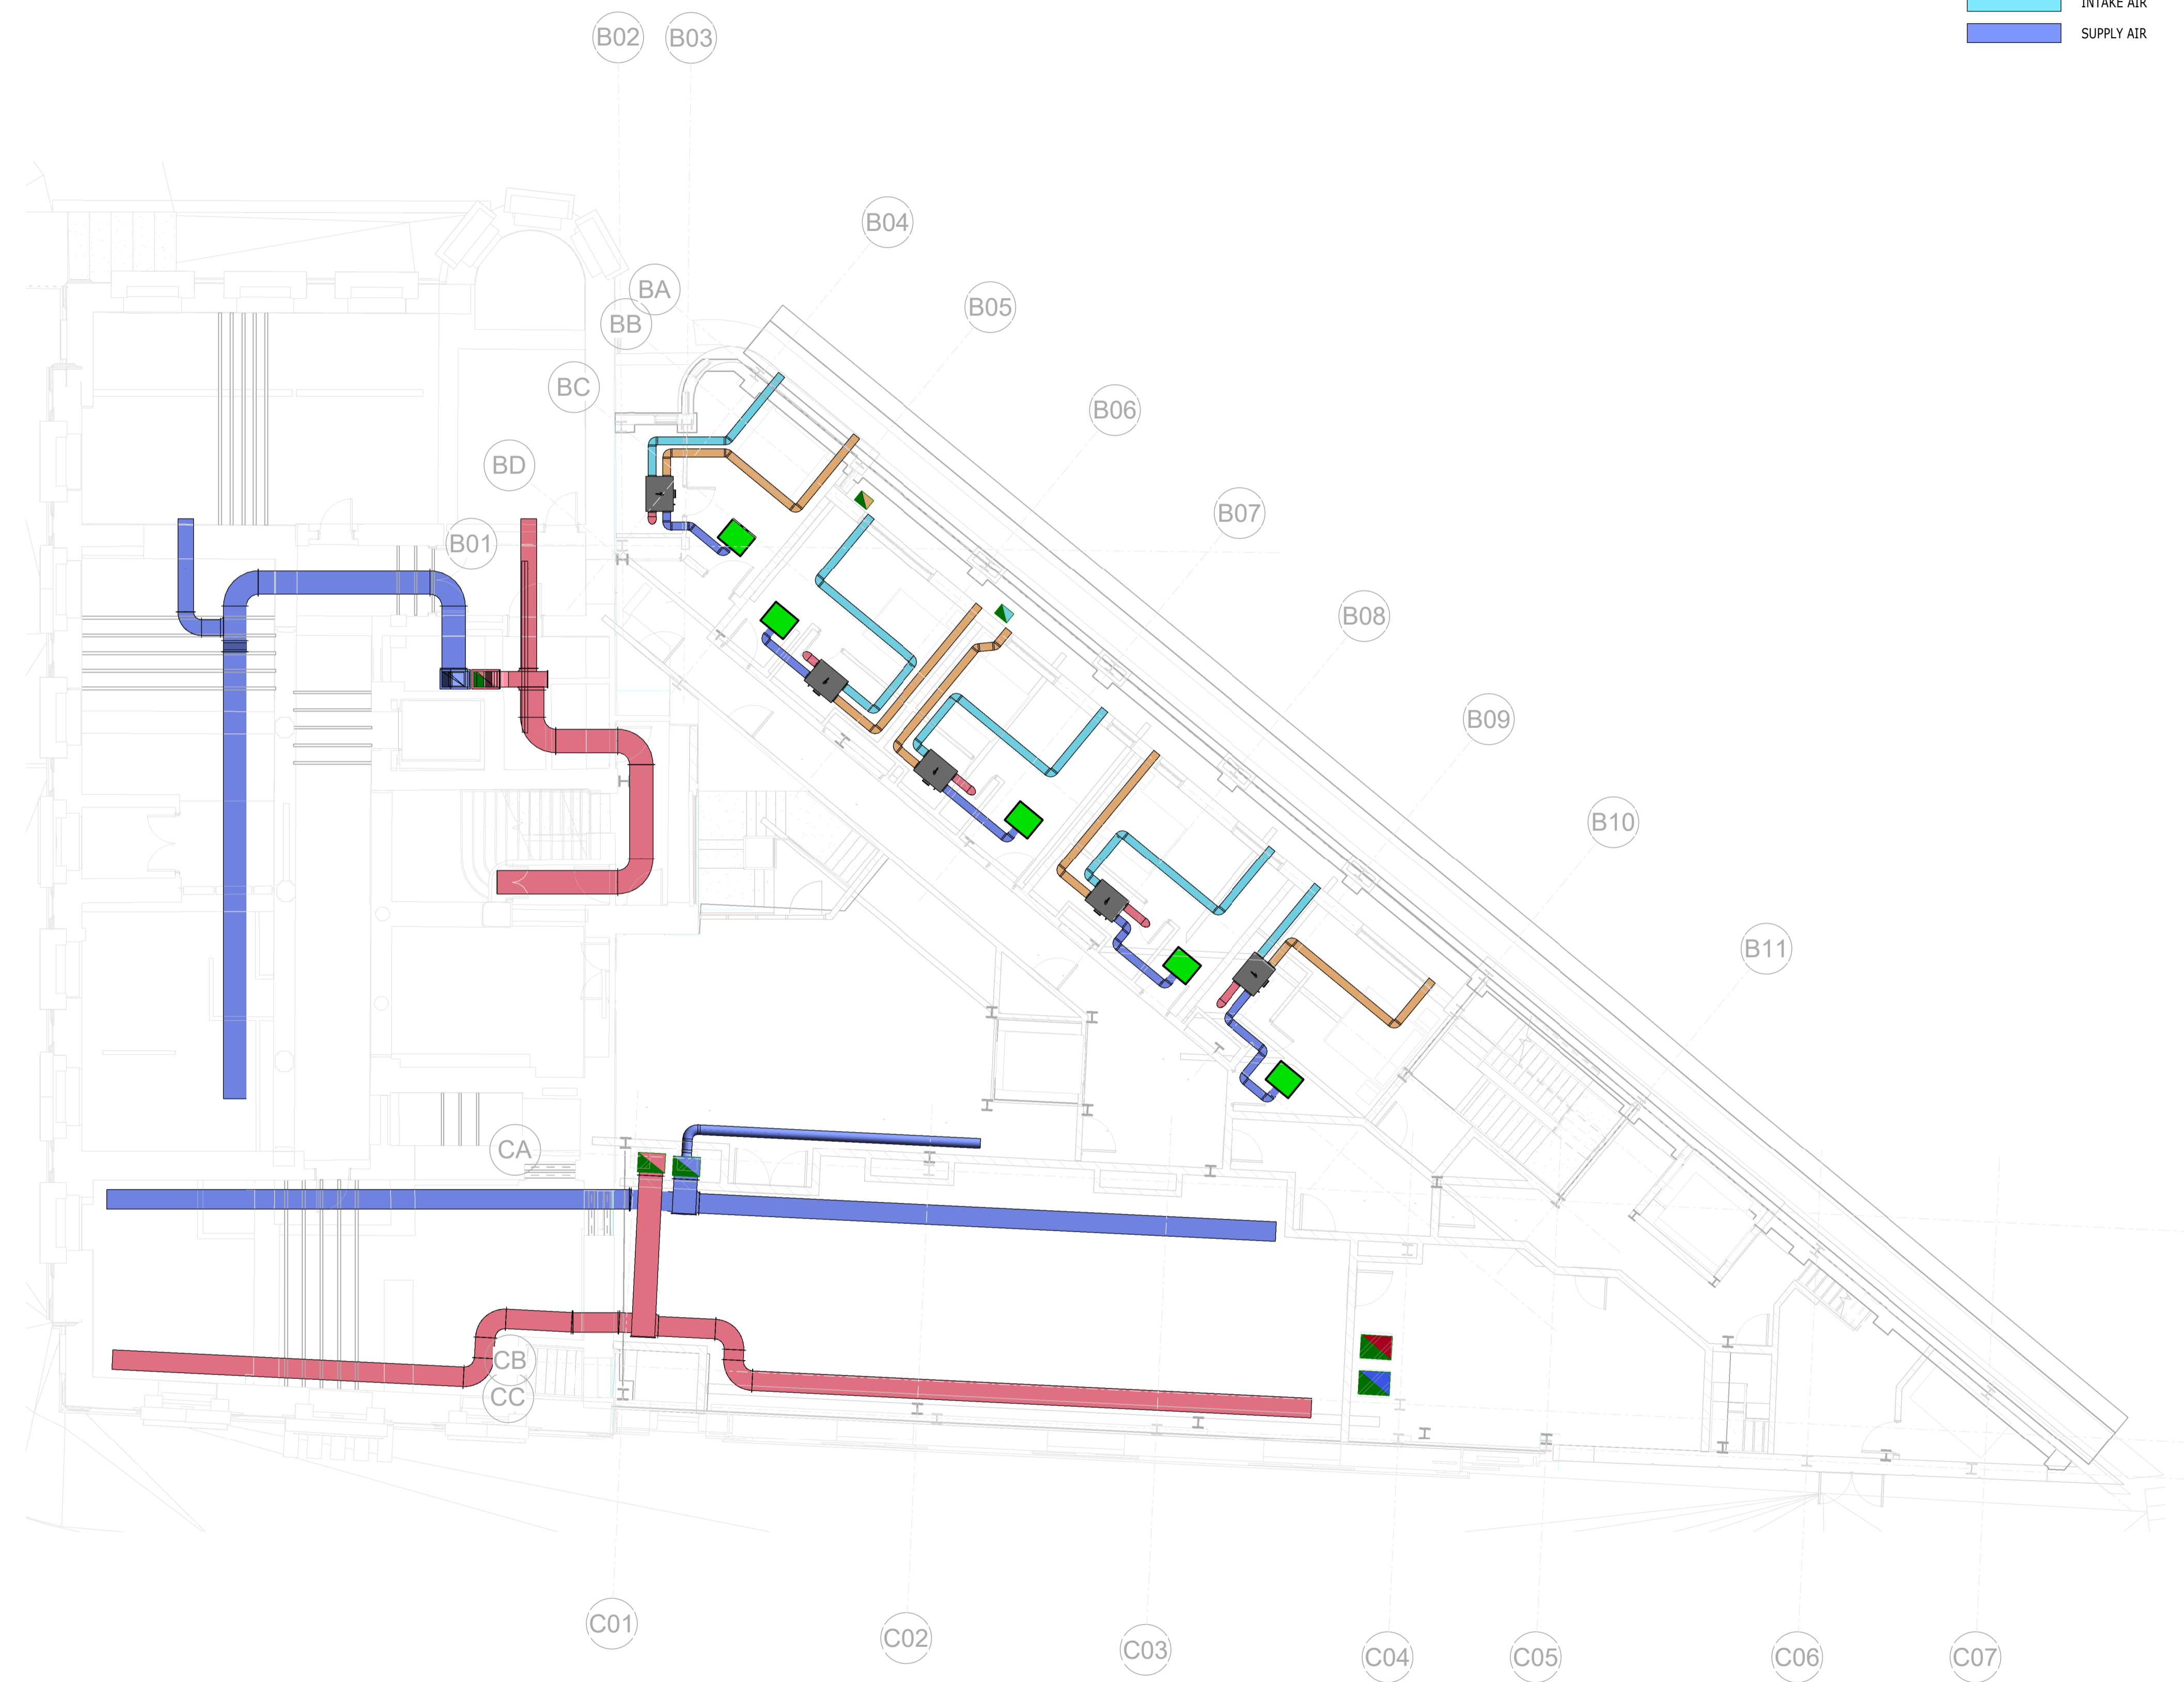 INTAKE AIR
SUPPLY AIR
B02
B03
B04
BA
B05
BB
BC
B06
BD
B07
B01
B08
B09
B10
B11
CA
CB
CC
C01
C02
C03
C04
C05
C06
C07